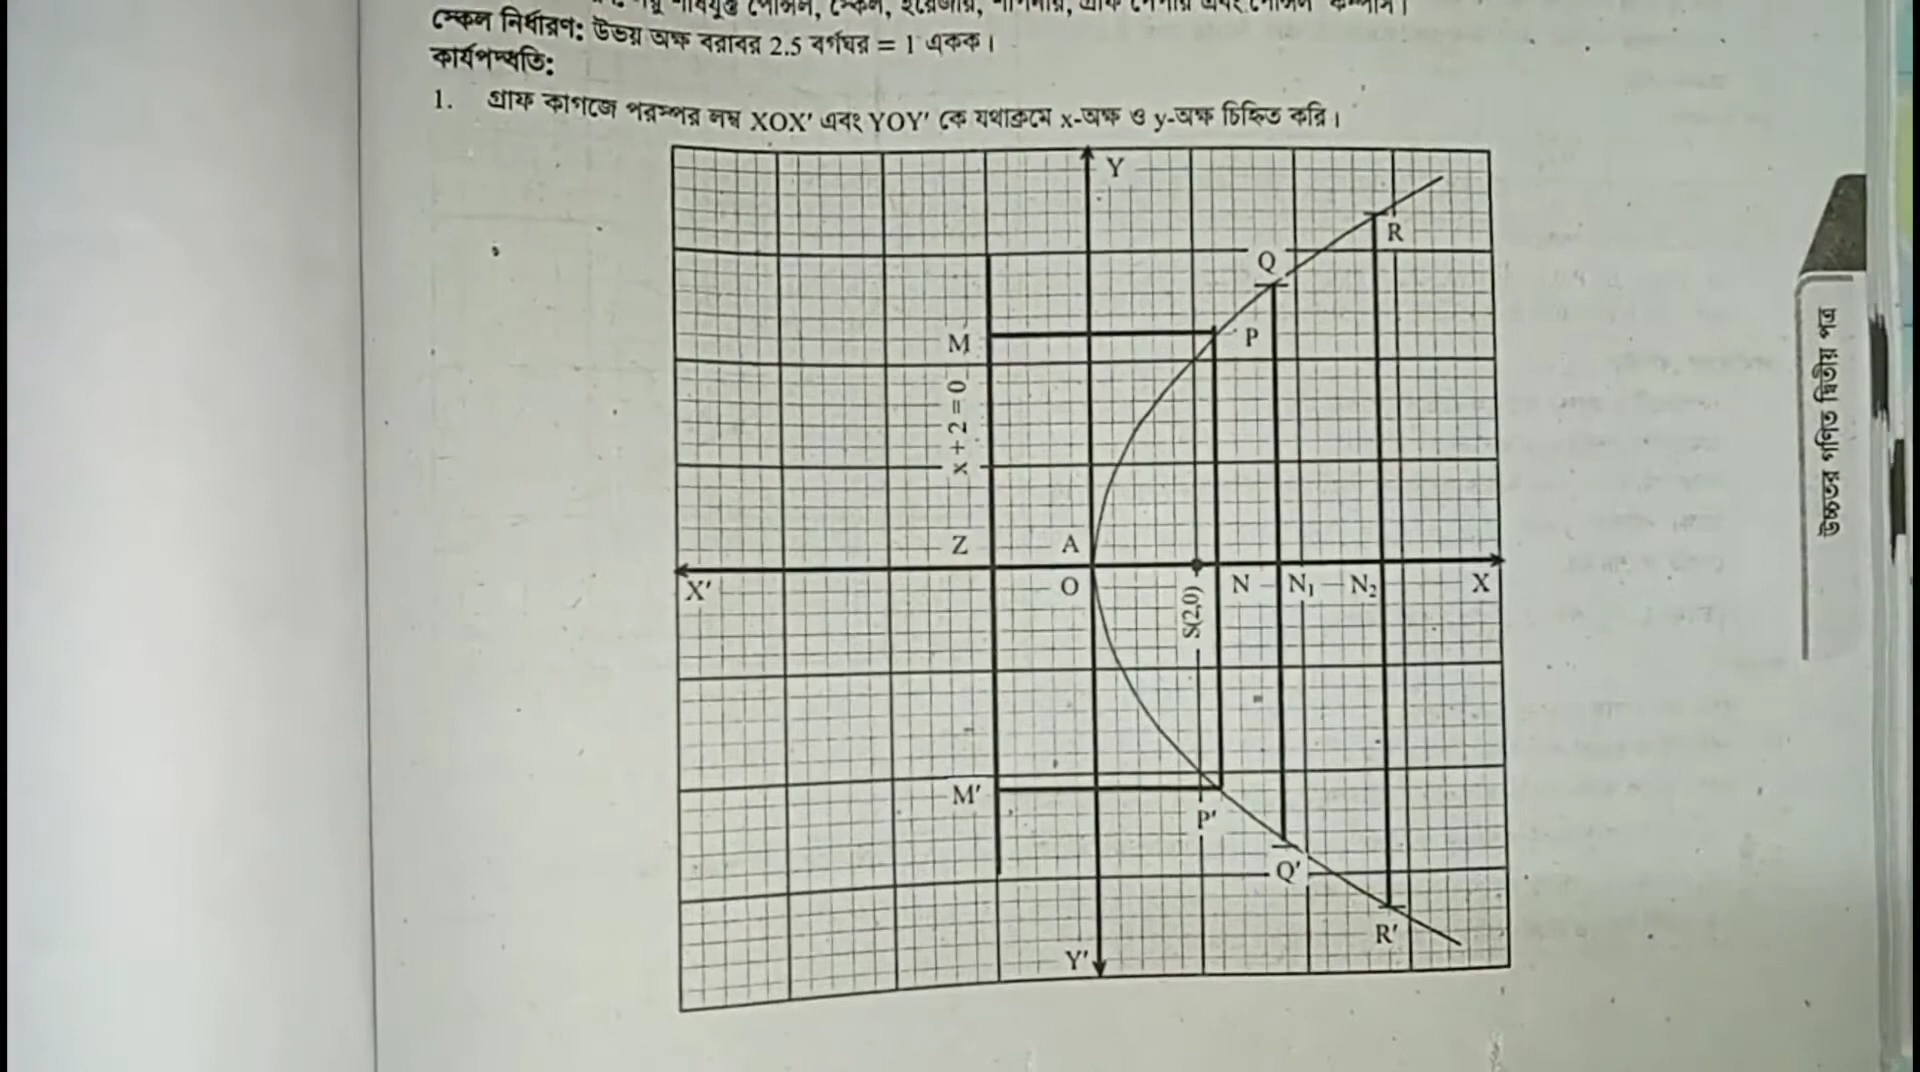 স্কেল নির্ধারণ: উভয় অক্ষ বরাবর 2.5 বর্গঘর = 1 একক।
কার্যপদ্ধতি:
1. গ্রাফ কাগজে পরস্পর লম্ব XOX′ এবং YOY′ কে যথাক্রমে x-অক্ষ ও y-অক্ষ চিহ্নিত করি।
Y
R
Q
M
P
x + 2 = 0
Z
A
X′
O
S(2,0)
N
N₁
N₂
X
M′
P′
Q′
R′
Y′
উচ্চতর গণিত দ্বিতীয় পত্র